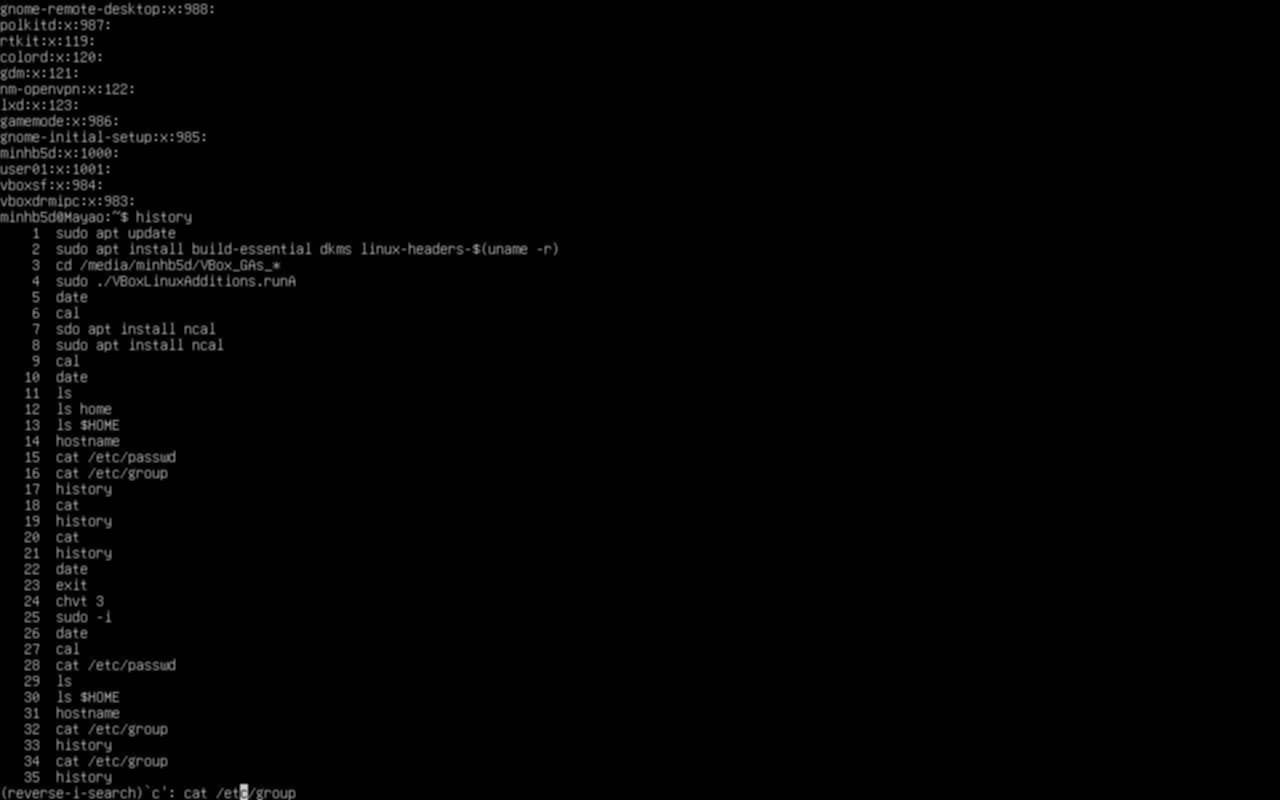 gnome-remote-desktop:x:988:
polkitd:x:987:
rtkit:x:119:
colord:x:120:
gdm:x:121:
nm-openvpn:x:122:
lxd:x:123:
gamemode:x:986:
gnome-initial-setup:x:985:
minhb5d:x:1000:
user01:x:1001:
vboxsf:x:984:
vboxdrmipc:x:983:
minhb5d@Mayao:~$ history
    1  sudo apt update
    2  sudo apt install build-essential dkms linux-headers-$(uname -r)
    3  cd /media/minhb5d/VBox_GAs_*
    4  sudo ./VBoxLinuxAdditions.runA
    5  date
    6  cal
    7  sdo apt install ncal
    8  sudo apt install ncal
    9  cal
   10  date
   11  ls
   12  ls home
   13  ls $HOME
   14  hostname
   15  cat /etc/passwd
   16  cat /etc/group
   17  history
   18  cat
   19  history
   20  cat
   21  history
   22  date
   23  exit
   24  chvt 3
   25  sudo -i
   26  date
   27  cal
   28  cat /etc/passwd
   29  ls
   30  ls $HOME
   31  hostname
   32  cat /etc/group
   33  history
   34  cat /etc/group
   35  history
(reverse-i-search)`c': cat /etc/group